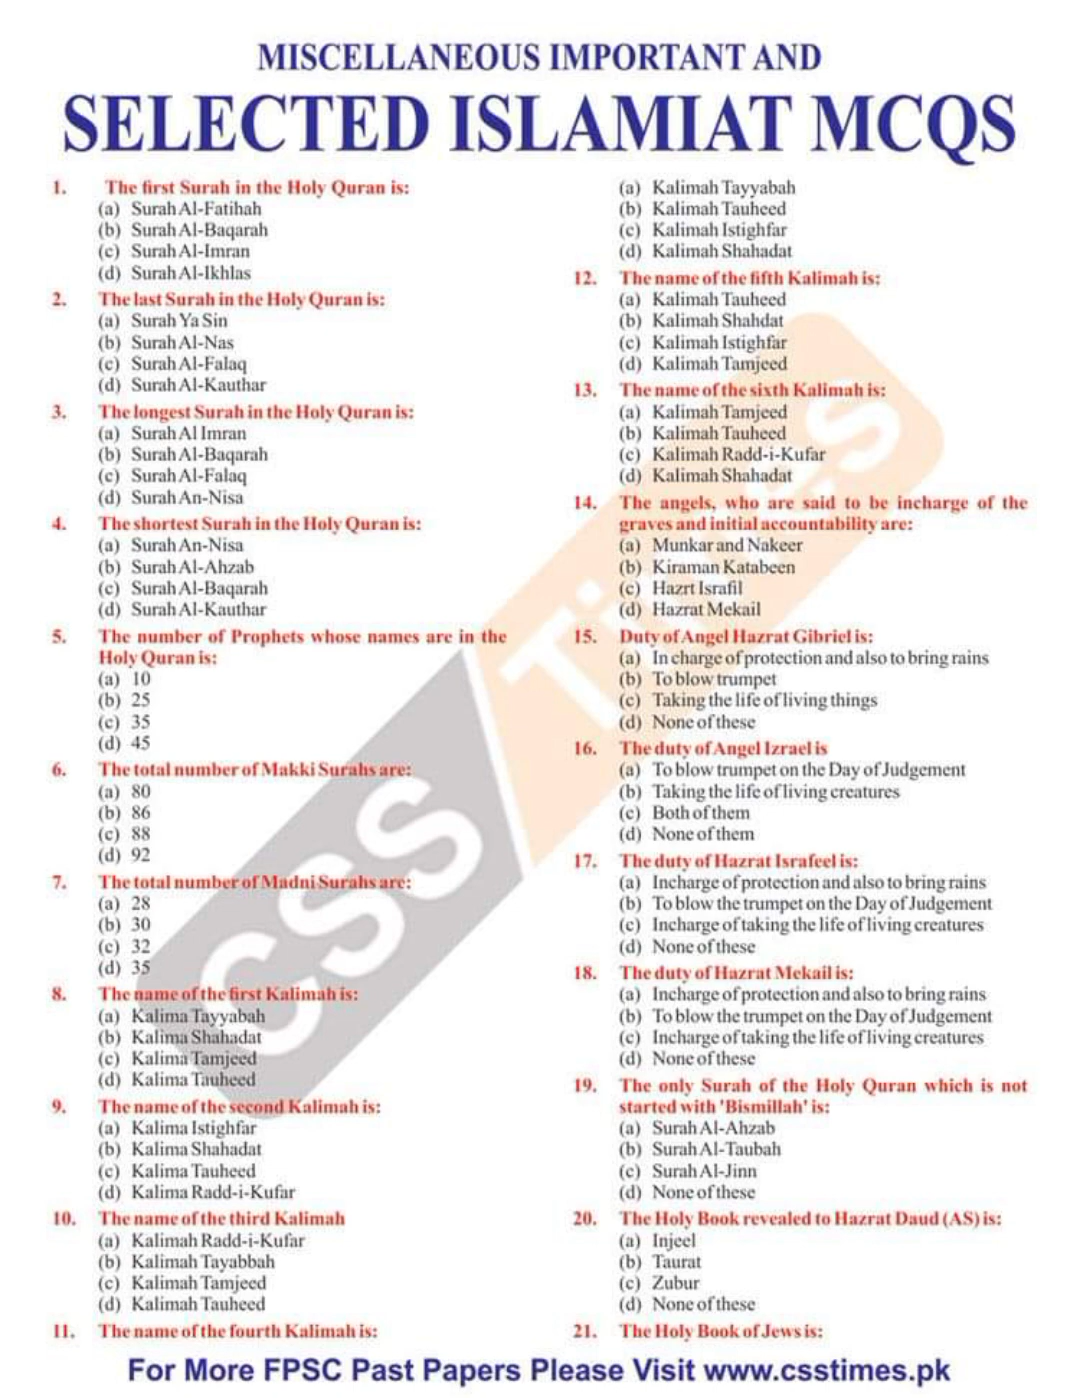 MISCELLANEOUS IMPORTANT AND
SELECTED ISLAMIAT MCQS
1. The first Surah in the Holy Quran is:
(a) Surah Al-Fatihah
(b) Surah Al-Baqarah
(c) Surah Al-Imran
(d) Surah Al-Ikhlas
2. The last Surah in the Holy Quran is:
(a) Surah Ya Sin
(b) Surah Al-Nas
(c) Surah Al-Falaq
(d) Surah Al-Kauthar
3. The longest Surah in the Holy Quran is:
(a) Surah Al Imran
(b) Surah Al-Baqarah
(c) Surah Al-Falaq
(d) Surah An-Nisa
4. The shortest Surah in the Holy Quran is:
(a) Surah An-Nisa
(b) Surah Al-Ahzab
(c) Surah Al-Baqarah
(d) Surah Al-Kauthar
5. The number of Prophets whose names are in the
Holy Quran is:
(a) 10
(b) 25
(c) 35
(d) 45
6. The total number of Makki Surahs are:
(a) 80
(b) 86
(c) 88
(d) 92
7. The total number of Madni Surahs are:
(a) 28
(b) 30
(c) 32
(d) 35
8. The name of the first Kalimah is:
(a) Kalima Tayyabah
(b) Kalima Shahadat
(c) Kalima Tamjeed
(d) Kalima Tauheed
9. The name of the second Kalimah is:
(a) Kalima Istighfar
(b) Kalima Shahadat
(c) Kalima Tauheed
(d) Kalima Radd-i-Kufar
10. The name of the third Kalimah
(a) Kalimah Radd-i-Kufar
(b) Kalimah Tayabbah
(c) Kalimah Tamjeed
(d) Kalimah Tauheed
11. The name of the fourth Kalimah is:
(a) Kalimah Tayyabah
(b) Kalimah Tauheed
(c) Kalimah Istighfar
(d) Kalimah Shahadat
12. The name of the fifth Kalimah is:
(a) Kalimah Tauheed
(b) Kalimah Shahdat
(c) Kalimah Istighfar
(d) Kalimah Tamjeed
13. The name of the sixth Kalimah is:
(a) Kalimah Tamjeed
(b) Kalimah Tauheed
(c) Kalimah Radd-i-Kufar
(d) Kalimah Shahadat
14. The angels, who are said to be incharge of the
graves and initial accountability are:
(a) Munkar and Nakeer
(b) Kiraman Katabeen
(c) Hazrt Israfil
(d) Hazrat Mekail
15. Duty of Angel Hazrat Gibriel is:
(a) In charge of protection and also to bring rains
(b) To blow trumpet
(c) Taking the life of living things
(d) None of these
16. The duty of Angel Izrael is
(a) To blow trumpet on the Day of Judgement
(b) Taking the life of living creatures
(c) Both of them
(d) None of them
17. The duty of Hazrat Israfeel is:
(a) Incharge of protection and also to bring rains
(b) To blow the trumpet on the Day of Judgement
(c) Incharge of taking the life of living creatures
(d) None of these
18. The duty of Hazrat Mekail is:
(a) Incharge of protection and also to bring rains
(b) To blow the trumpet on the Day of Judgement
(c) Incharge of taking the life of living creatures
(d) None of these
19. The only Surah of the Holy Quran which is not
started with 'Bismillah' is:
(a) Surah Al-Ahzab
(b) Surah Al-Taubah
(c) Surah Al-Jinn
(d) None of these
20. The Holy Book revealed to Hazrat Daud (AS) is:
(a) Injeel
(b) Taurat
(c) Zubur
(d) None of these
21. The Holy Book of Jews is:
CSS Times
For More FPSC Past Papers Please Visit www.csstimes.pk